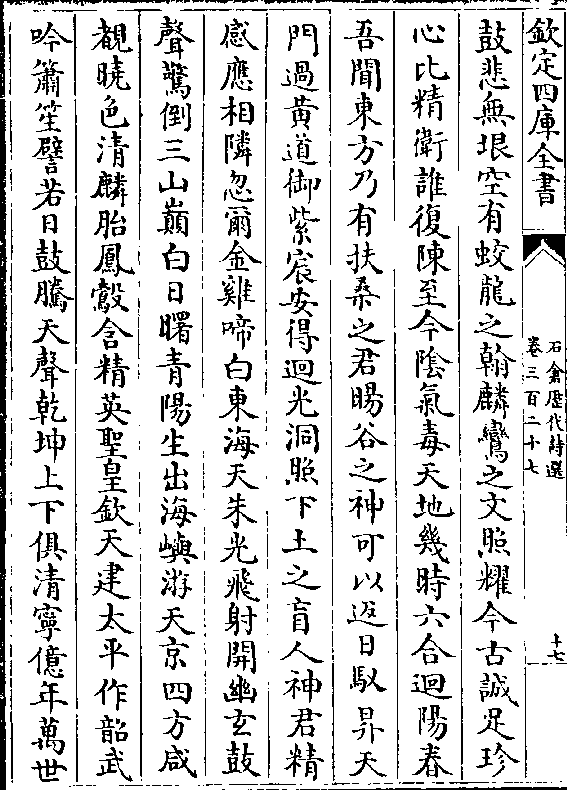 欽定四庫全書
石倉歴代詩選
卷三百二十七
十七
鼓悲無垠空有蛟龍之翰麟鸞之文照耀今古誠足珍
心比精衛誰復陳至今陰氣毒天地幾時六合迴陽春
吾聞東方乃有扶桑之君暘谷之神可以返日馭昇天
門過黄道御紫宸安得迴光洞照下土之盲人神君精
感應相隣忽爾金雞啼白東海天朱光飛射開幽玄鼓
聲驚倒三山巔白日曙青陽生出海嶼游天京四方咸
覩曉色清麟胎鳳鷇含精英聖皇欽天建太平作韶武
吟簫笙譬若日鼓騰天聲乾坤上下俱清寧億年萬世